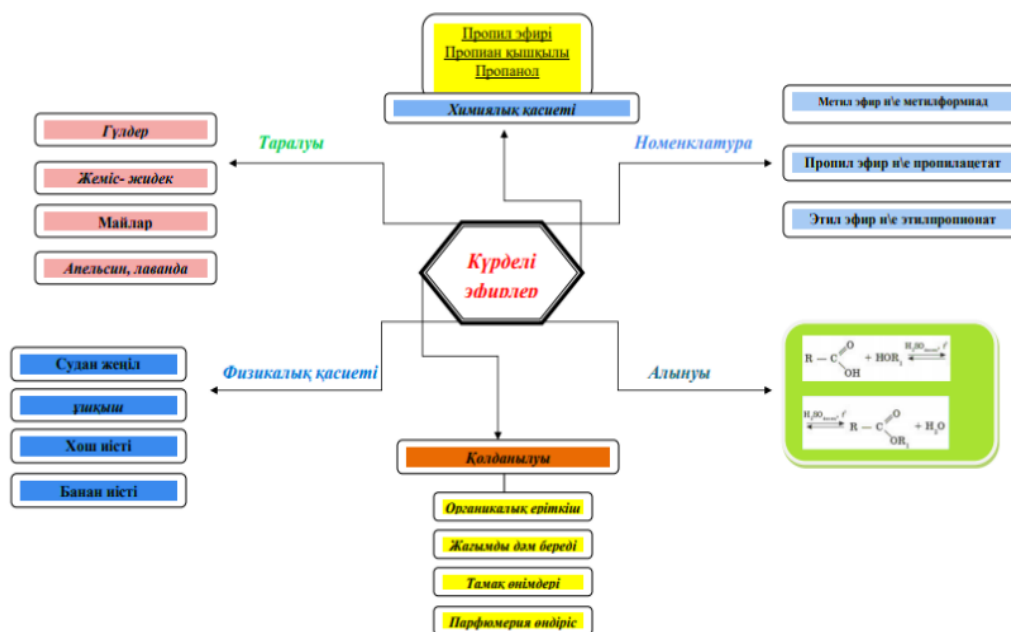 Пропил эфирі
Пропиан қышқылы
Пропанол
Химиялық қасиеті
Таралуы
Гүлдер
Жеміс- жидек
Майлар
Апельсин, лаванда
Номенклатура
Метил эфир н\е метилформиад
Пропил эфир н\е пропилацетат
Этил эфир н\е этилпропионат
Күрделі
эфирлер
Физикалық қасиеті
Судан жеңіл
ұшқыш
Хош иісті
Банан иісті
Алынуы
R — C
O
OH
+ HOR₁
R — C
O
OR₁
+ H₂O
Қолданылуы
Органикалық еріткіш
Жағымды дәм береді
Тамақ өнімдері
Парфюмерия өндіріс